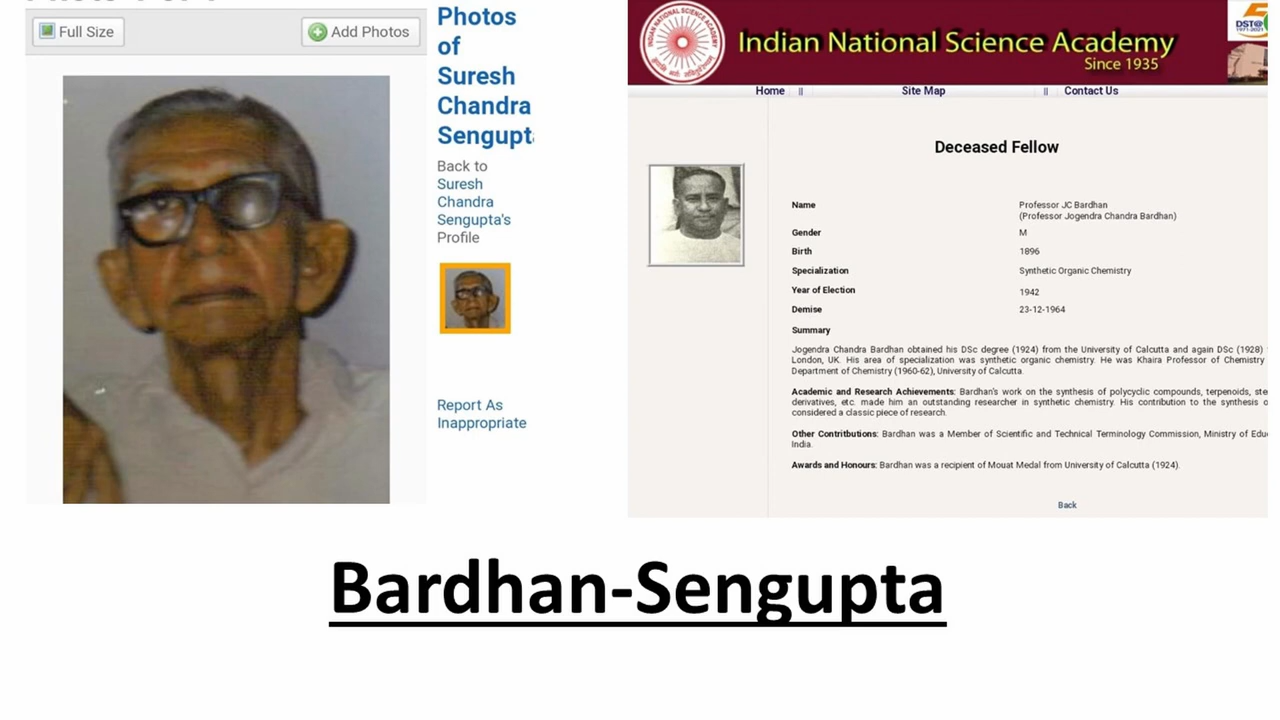 Full Size
Add Photos
Photos
of
Suresh
Chandra
Sengupt
Back to
Suresh
Chandra
Sengupta's
Profile
Report As
Inappropriate
Indian National Science Academy
Since 1935
Home || Site Map || Contact Us
Deceased Fellow
Name Professor JC Bardhan
(Professor Jogendra Chandra Bardhan)
Gender M
Birth 1896
Specialization Synthetic Organic Chemistry
Year of Election 1942
Demise 23-12-1964
Summary
Jogendra Chandra Bardhan obtained his DSc degree (1924) from the University of Calcutta and again DSc (1928)
London, UK. His area of specialization was synthetic organic chemistry. He was Khaira Professor of Chemistry
Department of Chemistry (1960-62), University of Calcutta.
Academic and Research Achievements: Bardhan's work on the synthesis of polycyclic compounds, terpenoids, ste
derivatives, etc. made him an outstanding researcher in synthetic chemistry. His contribution to the synthesis o
considered a classic piece of research.
Other Contritbutions: Bardhan was a Member of Scientific and Technical Terminology Commission, Ministry of Edu
India.
Awards and Honours: Bardhan was a recipient of Mouat Medal from University of Calcutta (1924).
Back
Bardhan-Sengupta